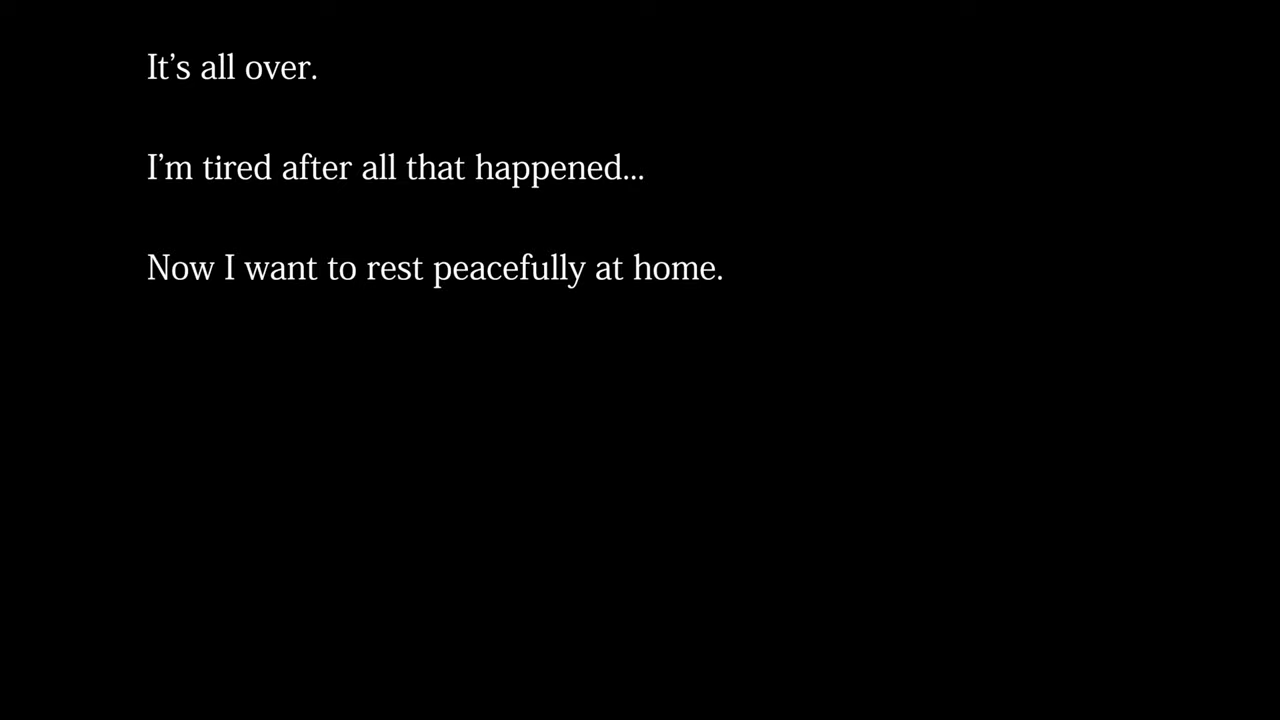 It’s all over.
I’m tired after all that happened...
Now I want to rest peacefully at home.